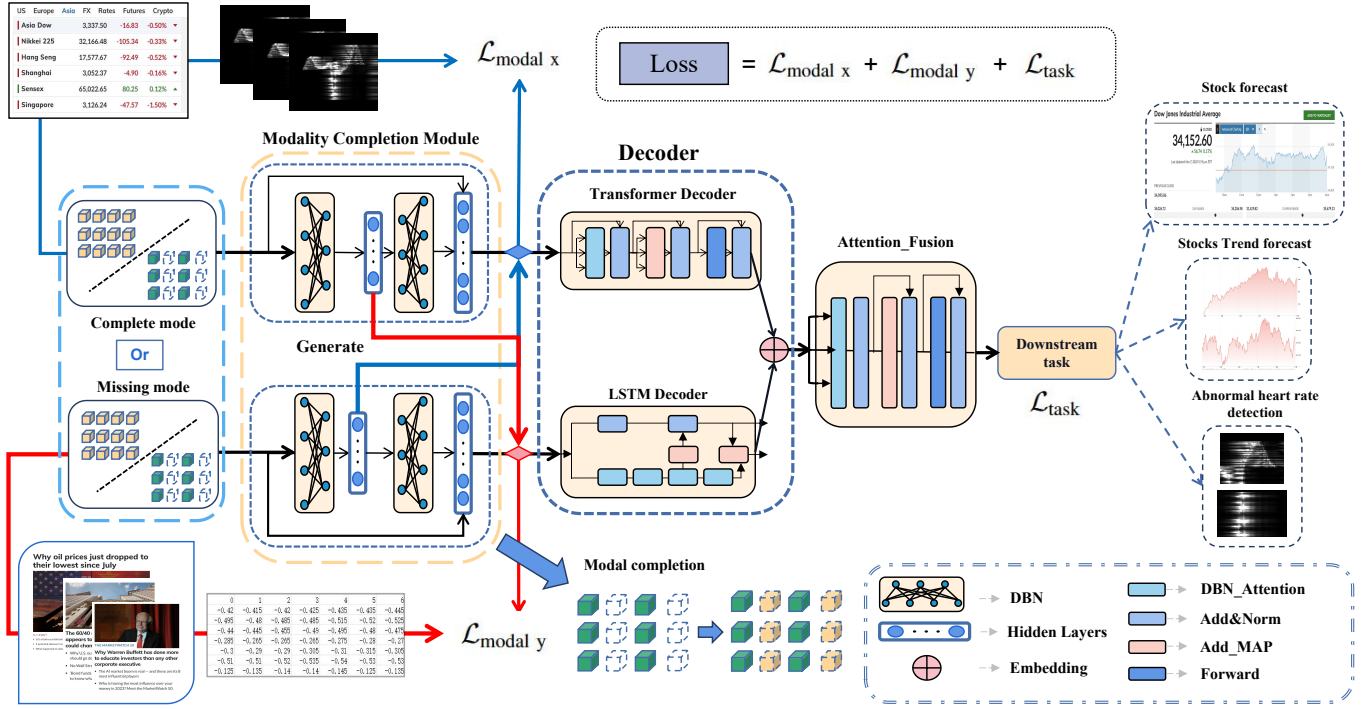 US Europe Asia FX Rates Futures Crypto
Asia Dow 3,337.50 -16.83 -0.50%
Nikkei 225 32,166.48 -105.34 -0.33%
Hang Seng 17,577.67 -92.49 -0.52%
Shanghai 3,052.37 -4.90 -0.16%
Sensex 65,022.65 80.25 0.12%
Singapore 3,126.24 -47.57 -1.50%
ℒmodal x
Loss = ℒmodal x + ℒmodal y + ℒtask
Stock forecast
Dow Jones Industrial Average
34,152.60
Modality Completion Module
Decoder
Transformer Decoder
Attention_Fusion
Stocks Trend forecast
Complete mode
Or
Missing mode
Generate
LSTM Decoder
Downstream
task
ℒtask
Abnormal heart rate
detection
Why oil prices just dropped to
their lowest since July
The 60/40
appears to
could chan
Why Warren Buffett has done more
to educate investors than any other
corporate executive
0 1 2 3 4 5 6
-0.42 -0.415 -0.42 -0.425 -0.435 -0.435 -0.445
-0.495 -0.48 -0.485 -0.485 -0.515 -0.52 -0.525
-0.44 -0.445 -0.455 -0.49 -0.495 -0.48 -0.475
-0.285 -0.265 -0.265 -0.275 -0.275 -0.28 -0.27
-0.3 -0.29 -0.29 -0.305 -0.31 -0.315 -0.305
-0.51 -0.51 -0.52 -0.535 -0.54 -0.53 -0.53
-0.125 -0.135 -0.14 -0.14 -0.145 -0.125 -0.135
ℒmodal y
Modal completion
DBN
Hidden Layers
Embedding
DBN_Attention
Add&Norm
Add_MAP
Forward